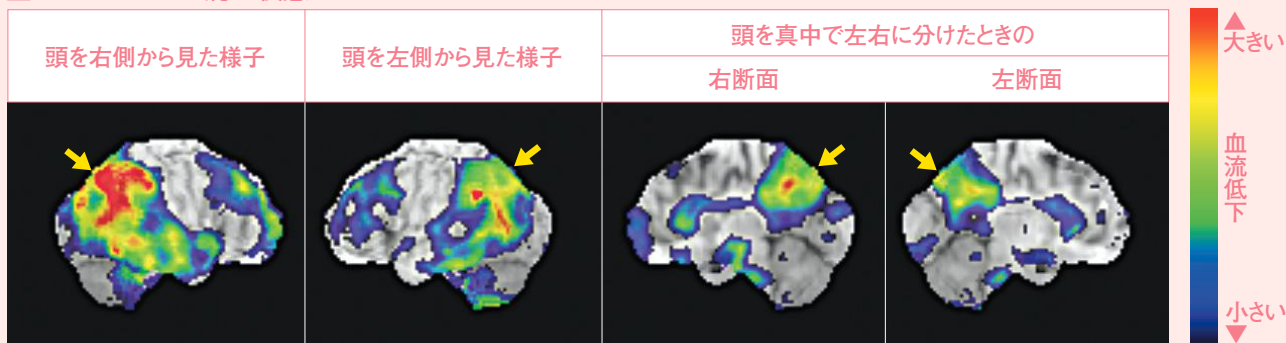 頭を右側から見た様子
頭を左側から見た様子
頭を真中で左右に分けたときの
右断面
左断面
▲
大きい
血流低下
小さい
▼